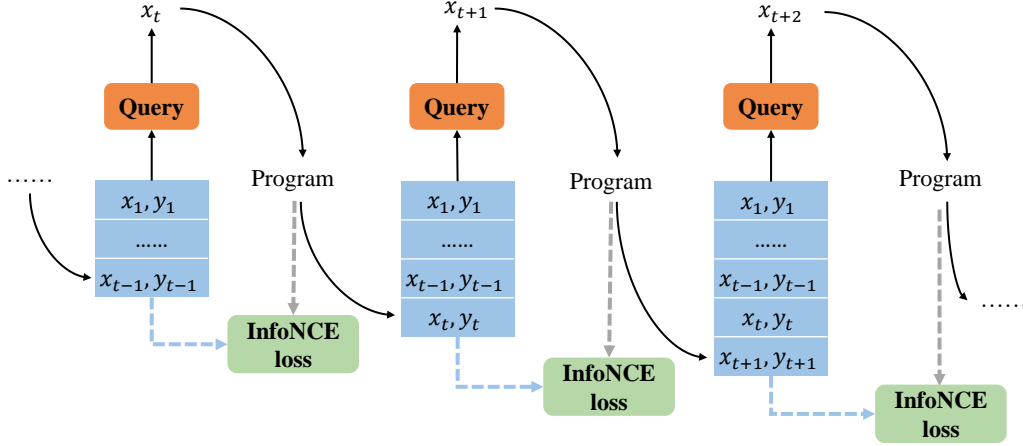 x_t
Query
……
x_1, y_1
……
x_{t−1}, y_{t−1}
Program
InfoNCE
loss
x_{t+1}
Query
x_1, y_1
……
x_{t−1}, y_{t−1}
x_t, y_t
Program
InfoNCE
loss
x_{t+2}
Query
x_1, y_1
……
x_{t−1}, y_{t−1}
x_t, y_t
x_{t+1}, y_{t+1}
Program
……
InfoNCE
loss